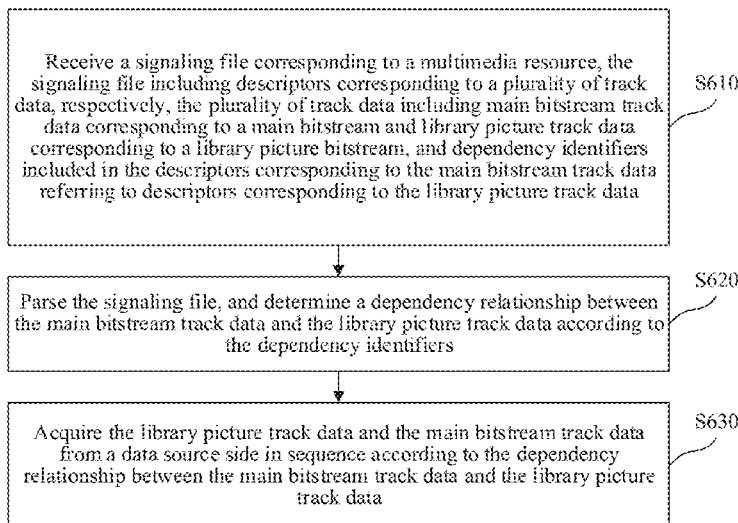 Receive a signaling file corresponding to a multimedia resource, the
signaling file including descriptors corresponding to a plurality of track
data, respectively, the plurality of track data including main bitstream track
data corresponding to a main bitstream and library picture track data
corresponding to a library picture bitstream, and dependency identifiers
included in the descriptors corresponding to the main bitstream track data
referring to descriptors corresponding to the library picture track data
S610
Parse the signaling file, and determine a dependency relationship between
the main bitstream track data and the library picture track data according to
the dependency identifiers
S620
Acquire the library picture track data and the main bitstream track data
from a data source side in sequence according to the dependency
relationship between the main bitstream track data and the library picture
track data
S630